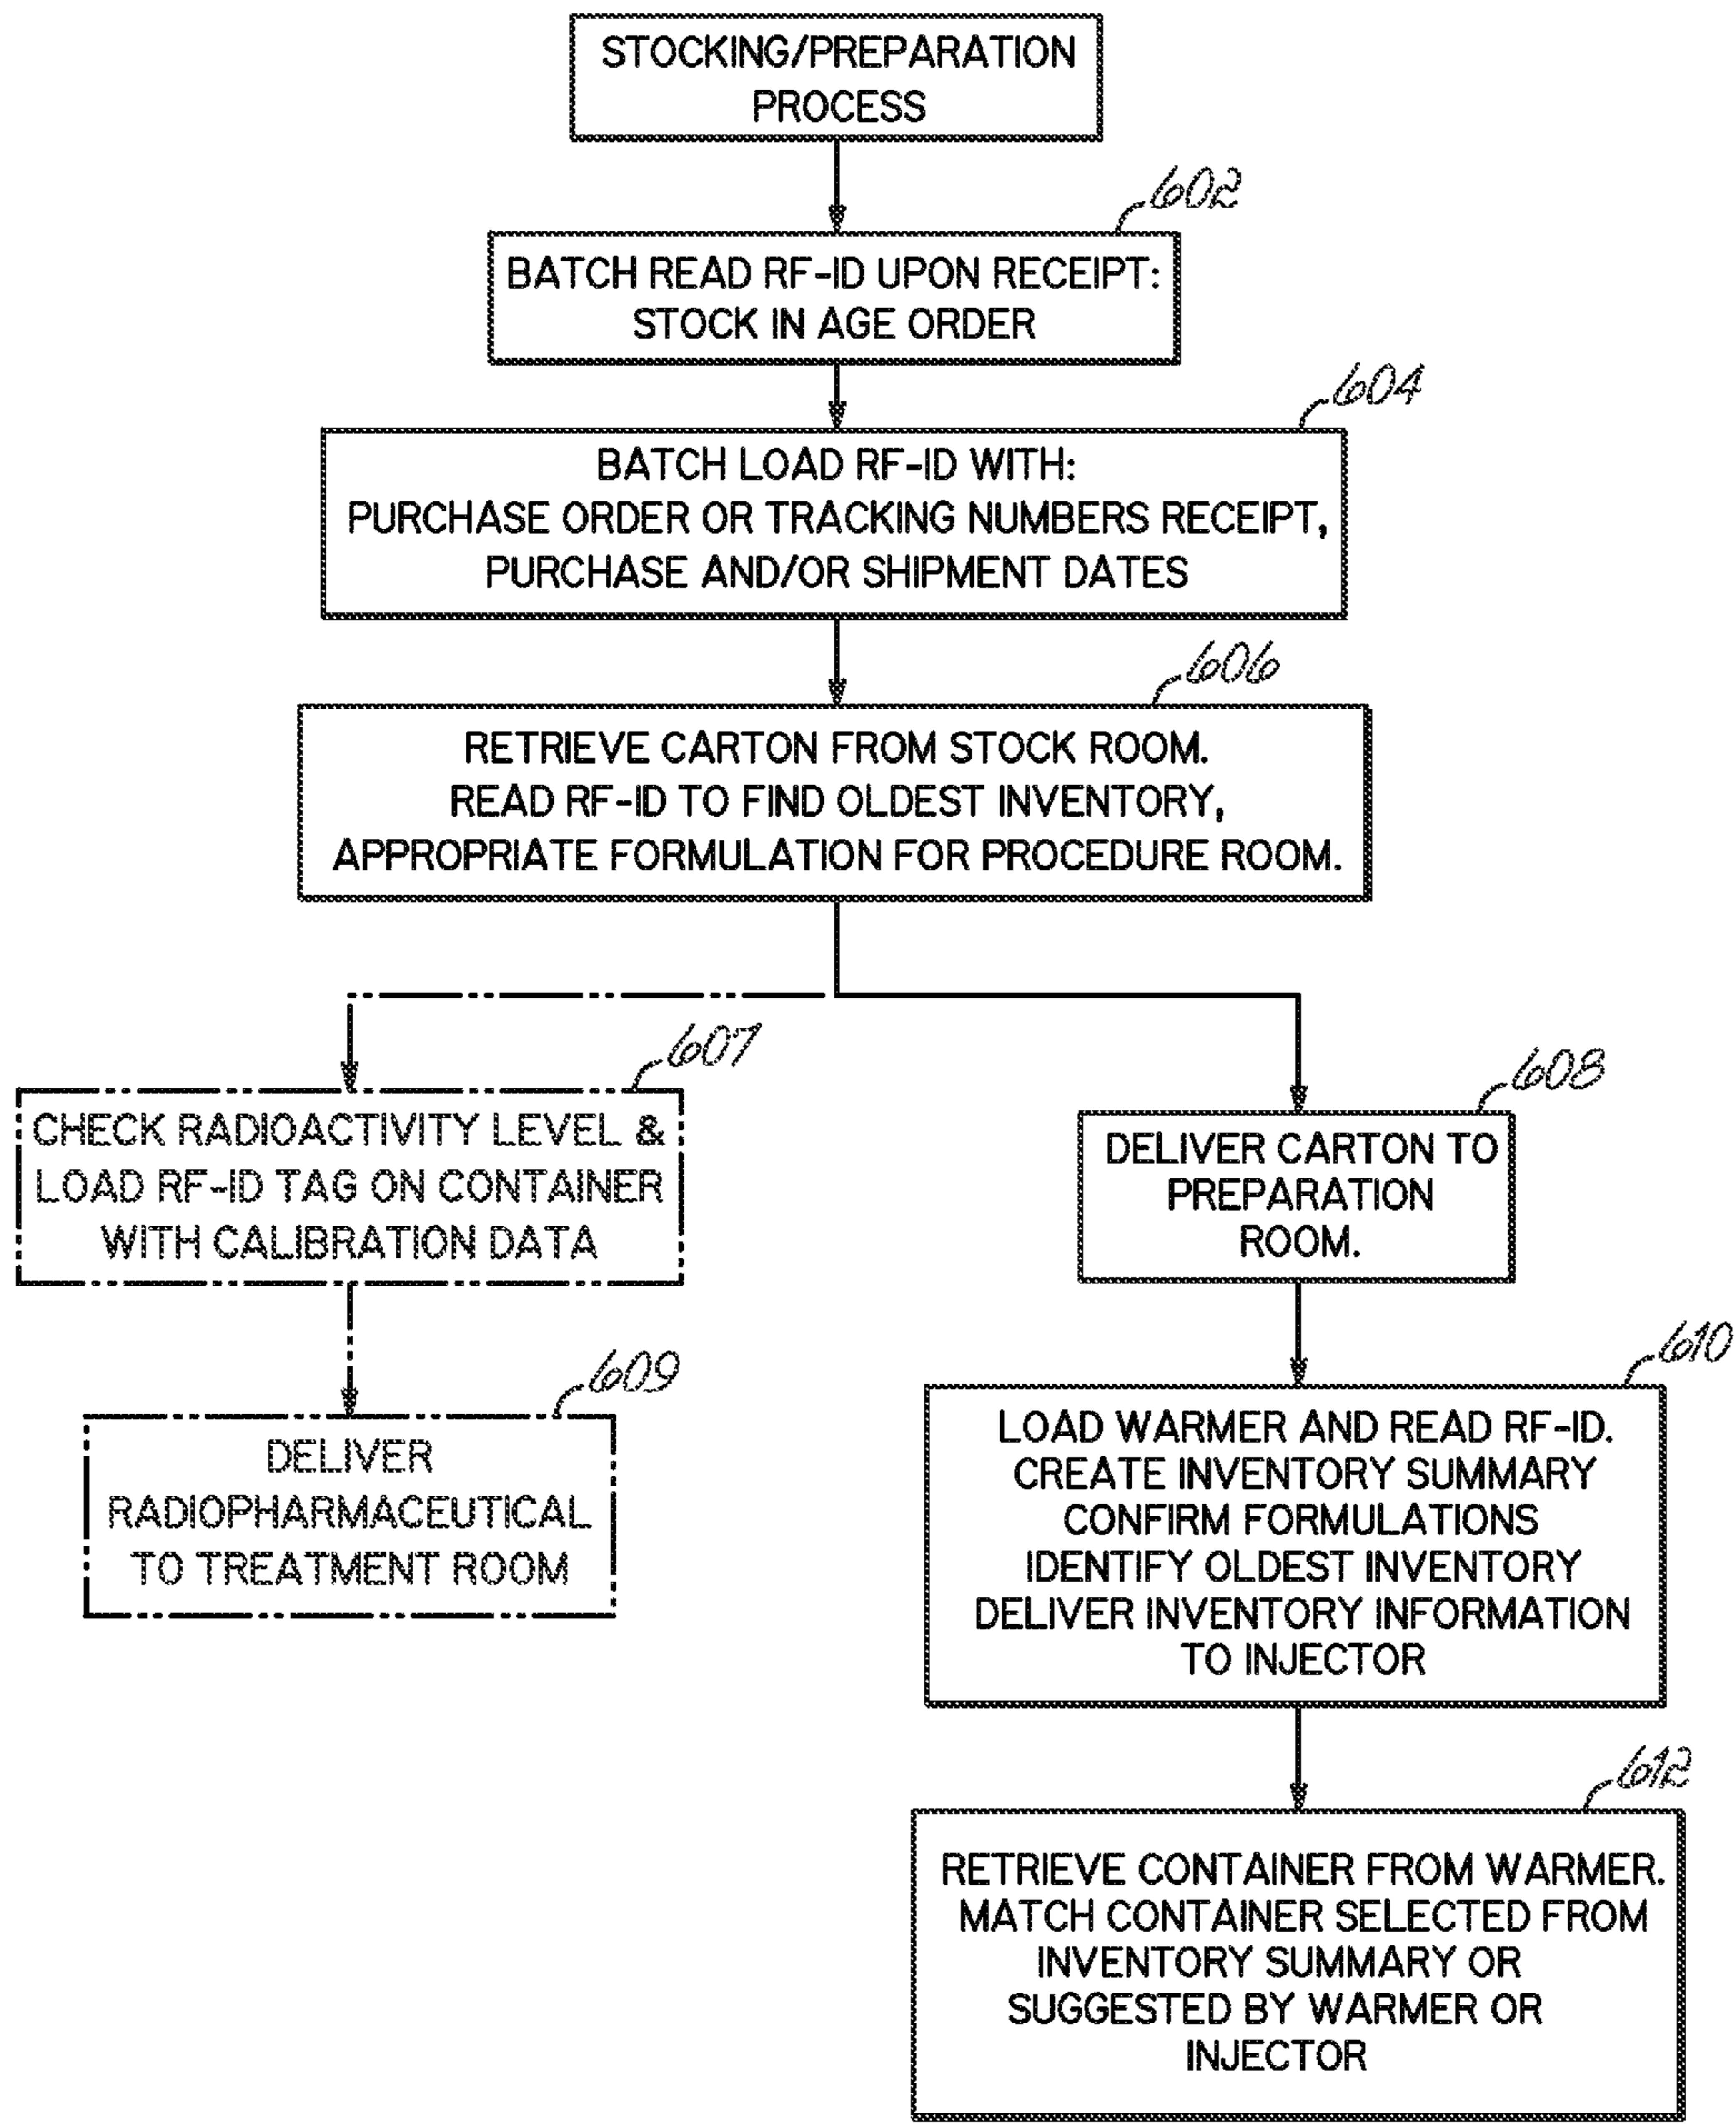 STOCKING/PREPARATION
PROCESS
602
BATCH READ RF-ID UPON RECEIPT:
STOCK IN AGE ORDER
604
BATCH LOAD RF-ID WITH:
PURCHASE ORDER OR TRACKING NUMBERS RECEIPT,
PURCHASE AND/OR SHIPMENT DATES
606
RETRIEVE CARTON FROM STOCK ROOM.
READ RF-ID TO FIND OLDEST INVENTORY,
APPROPRIATE FORMULATION FOR PROCEDURE ROOM.
607
CHECK RADIOACTIVITY LEVEL &
LOAD RF-ID TAG ON CONTAINER
WITH CALIBRATION DATA
608
DELIVER CARTON TO
PREPARATION
ROOM.
609
DELIVER
RADIOPHARMACEUTICAL
TO TREATMENT ROOM
610
LOAD WARMER AND READ RF-ID.
CREATE INVENTORY SUMMARY
CONFIRM FORMULATIONS
IDENTIFY OLDEST INVENTORY
DELIVER INVENTORY INFORMATION
TO INJECTOR
612
RETRIEVE CONTAINER FROM WARMER.
MATCH CONTAINER SELECTED FROM
INVENTORY SUMMARY OR
SUGGESTED BY WARMER OR
INJECTOR